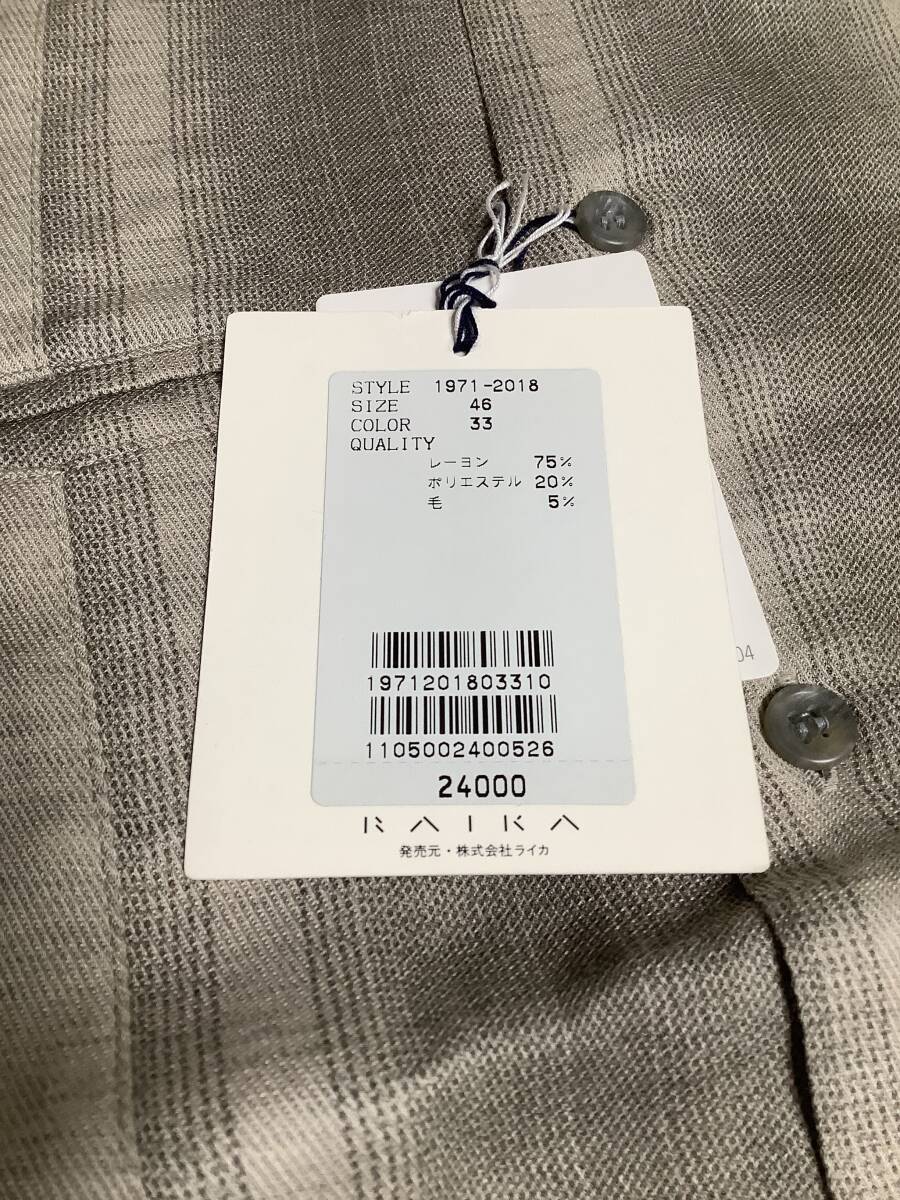 STYLE 1971-2018
SIZE 46
COLOR 33
QUALITY
レーヨン 75%
ポリエステル 20%
毛 5%
1971201803310
1105002400526
24000
RAIKA
発売元・株式会社ライカ
04